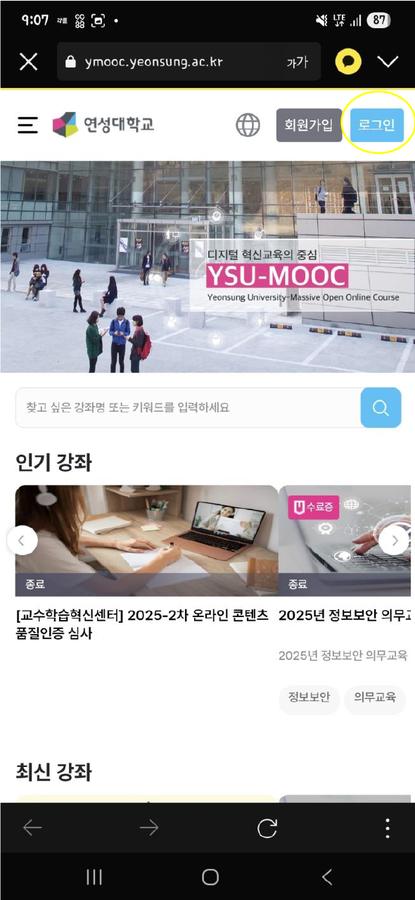 9:07
LTE
87
ymooc.yeonsung.ac.kr
가가
연성대학교
회원가입
로그인
디지털 혁신교육의 중심
YSU-MOOC
Yeonsung University-Massive Open Online Course
찾고 싶은 강좌명 또는 키워드를 입력하세요
인기 강좌
수료증
종료
종료
[교수학습혁신센터] 2025-2차 온라인 콘텐츠
품질인증 심사
2025년 정보보안 의무교
2025년 정보보안 의무교육
정보보안
의무교육
최신 강좌